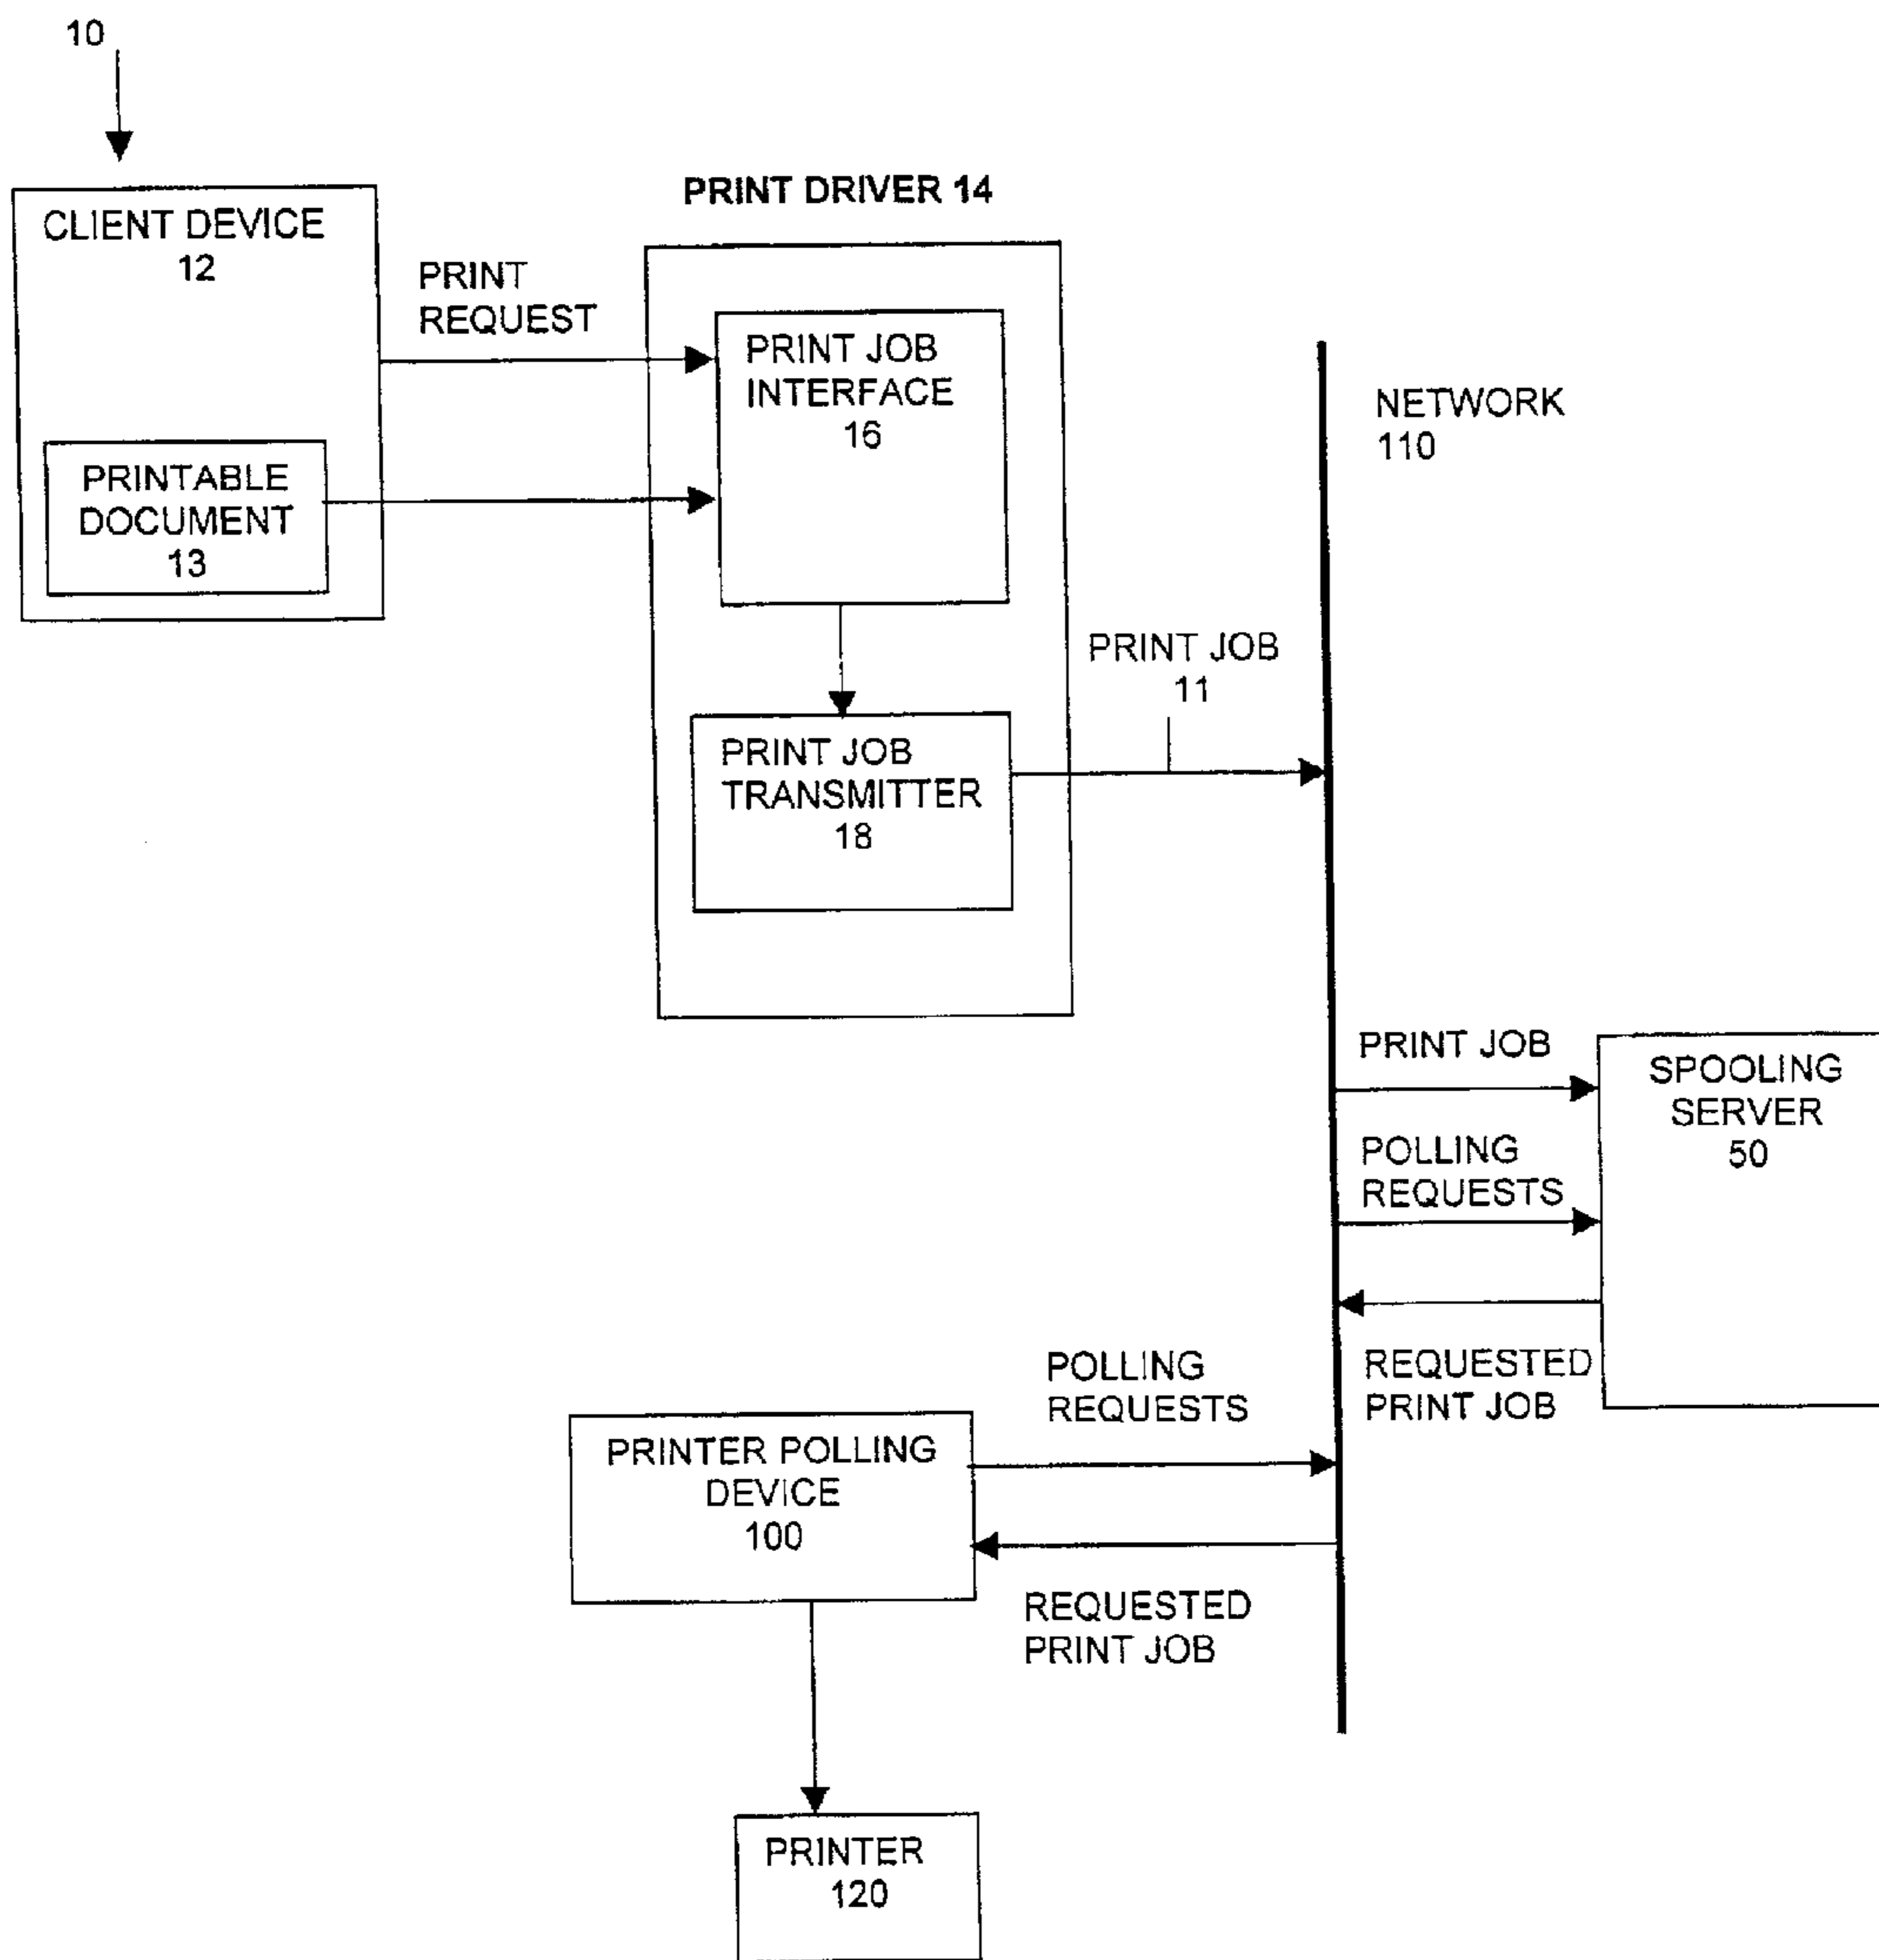 10
CLIENT DEVICE
12
PRINTABLE
DOCUMENT
13
PRINT
REQUEST
PRINT DRIVER 14
PRINT JOB
INTERFACE
16
PRINT JOB
TRANSMITTER
18
PRINT JOB
11
NETWORK
110
PRINT JOB
POLLING
REQUESTS
SPOOLING
SERVER
50
REQUESTED
PRINT JOB
POLLING
REQUESTS
PRINTER POLLING
DEVICE
100
REQUESTED
PRINT JOB
PRINTER
120